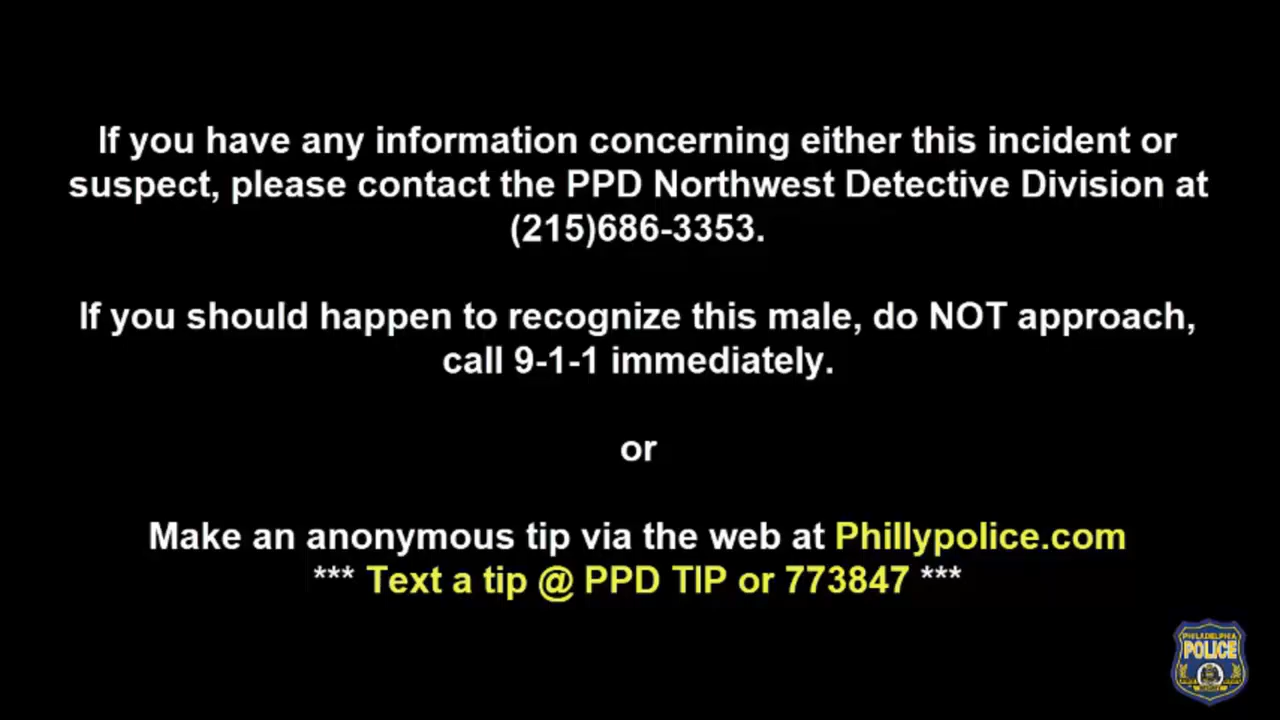 If you have any information concerning either this incident or
suspect, please contact the PPD Northwest Detective Division at
(215)686-3353.
If you should happen to recognize this male, do NOT approach,
call 9-1-1 immediately.
or
Make an anonymous tip via the web at Phillypolice.com
*** Text a tip @ PPD TIP or 773847 ***
PHILADELPHIA
POLICE